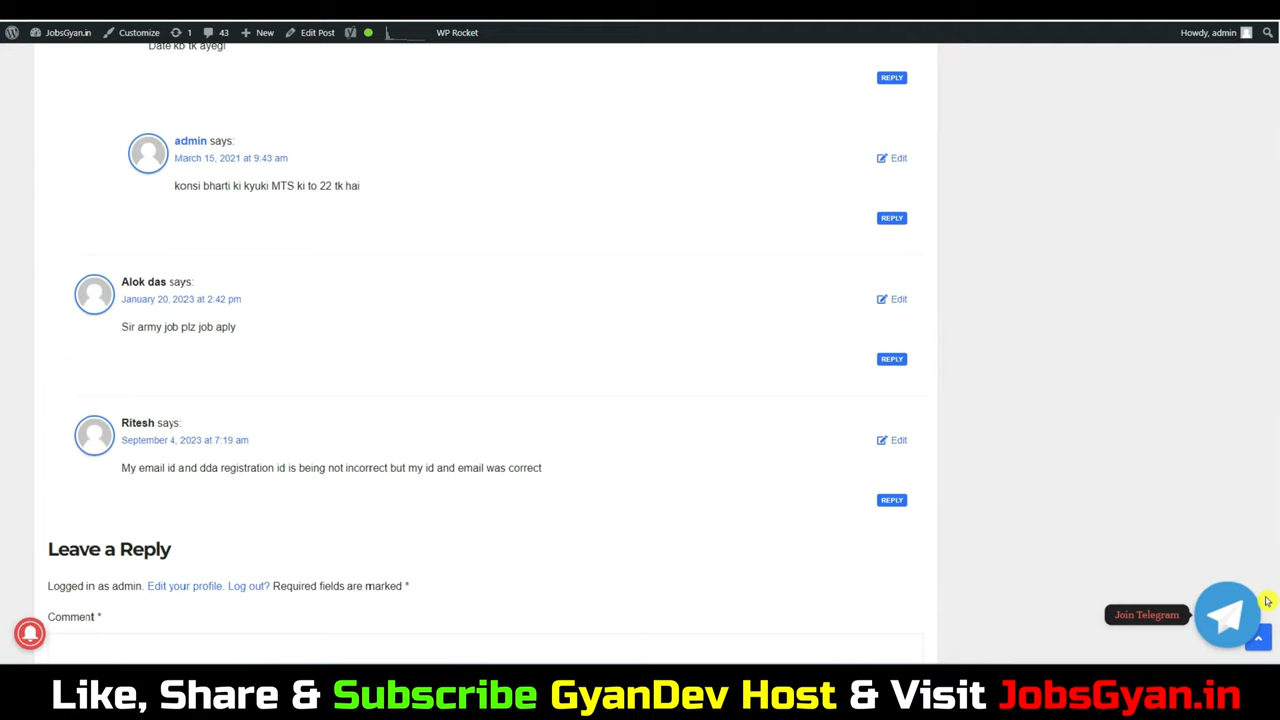 JobsGyan.in Customize 1 43 New Edit Post WP Rocket Howdy, admin
Date kb tk ayegi
REPLY
admin says:
March 15, 2021 at 9:43 am
Edit
konsi bharti ki kyuki MTS ki to 22 tk hai
REPLY
Alok das says:
January 20, 2023 at 2:42 pm
Edit
Sir army job plz job aply
REPLY
Ritesh says:
September 4, 2023 at 7:19 am
Edit
My email id and dda registration id is being not incorrect but my id and email was correct
REPLY
Leave a Reply
Logged in as admin. Edit your profile. Log out? Required fields are marked *
Comment *
Join Telegram
Like, Share & Subscribe GyanDev Host & Visit JobsGyan.in